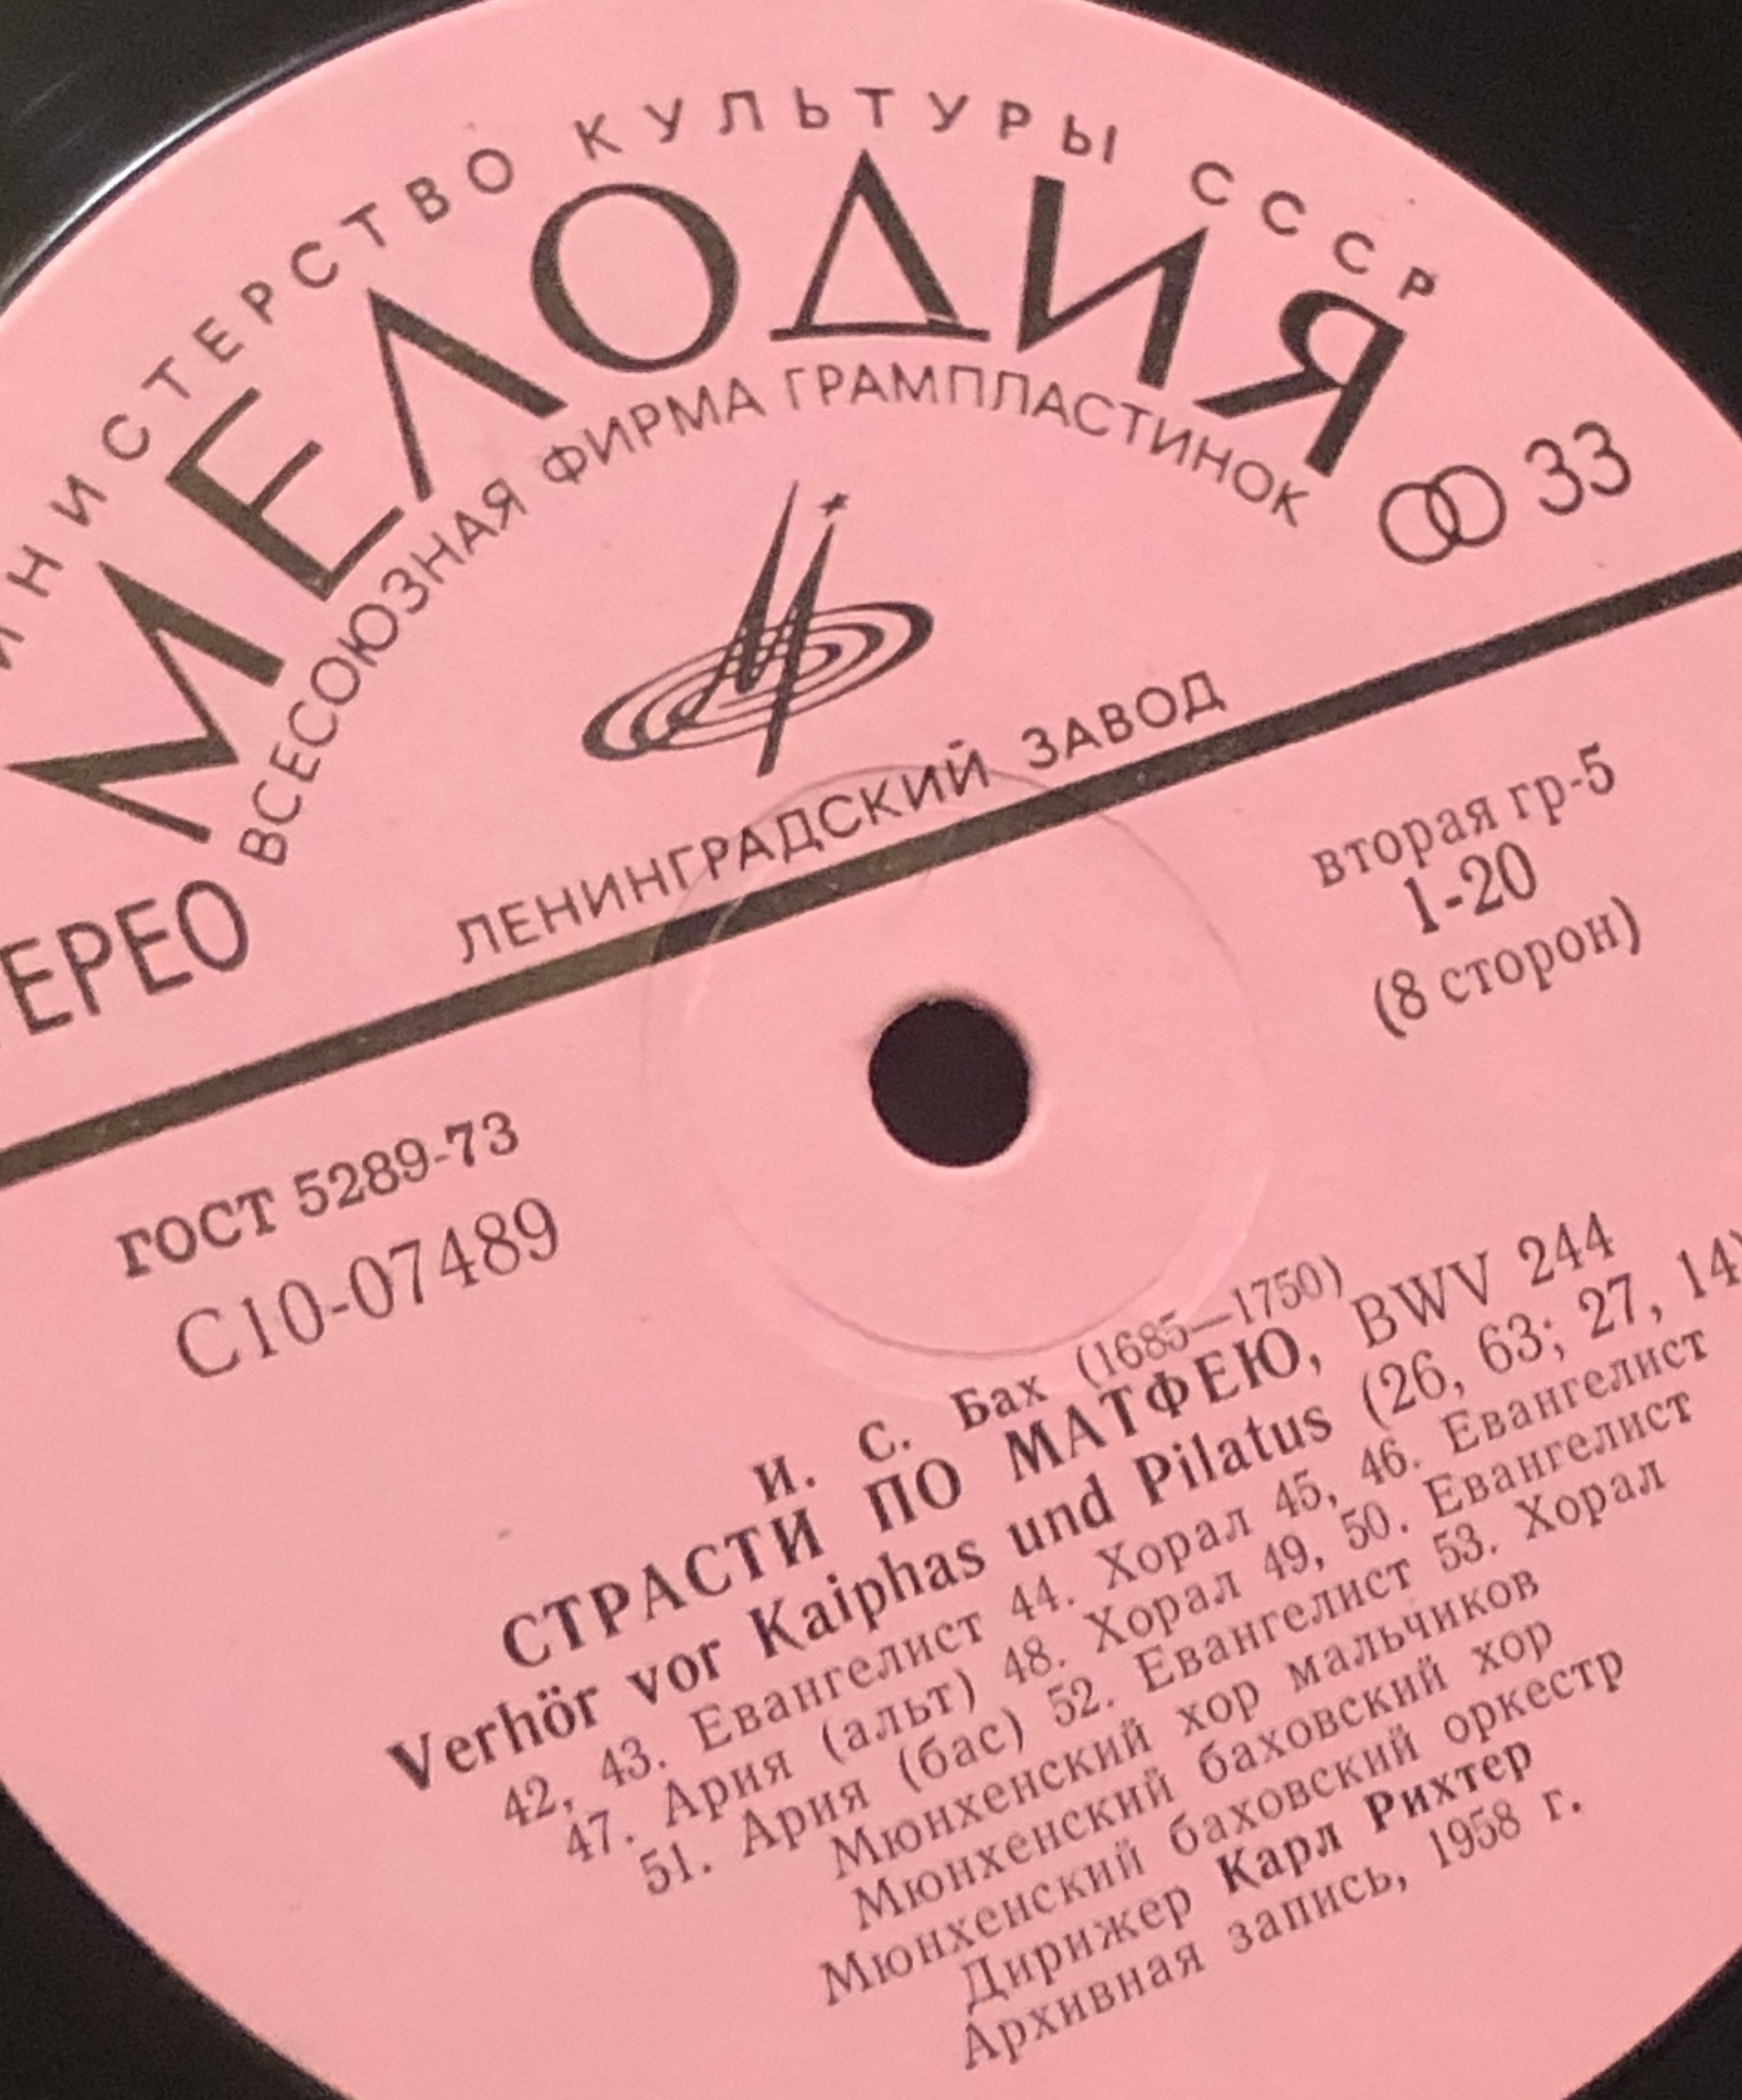 МИНИСТЕРСТВО КУЛЬТУРЫ СССР
МЕЛОДИЯ
ВСЕСОЮЗНАЯ ФИРМА ГРАМПЛАСТИНОК
33
ЛЕНИНГРАДСКИЙ ЗАВОД
ТЕРЕО
вторая гр-5
1-20
(8 сторон)
ГОСТ 5289-73
С10-07489
И. С. Бах (1685—1750)
СТРАСТИ ПО МАТФЕЮ, BWV 244
Verhör vor Kaiphas und Pilatus (26, 63; 27, 14)
42, 43. Евангелист 44. Хорал 45, 46. Евангелист
47. Ария (альт) 48. Хорал 49, 50. Евангелист
51. Ария (бас) 52. Евангелист 53. Хорал
Мюнхенский хор мальчиков
Мюнхенский баховский хор
Мюнхенский баховский оркестр
Дирижер Карл Рихтер
Архивная запись, 1958 г.